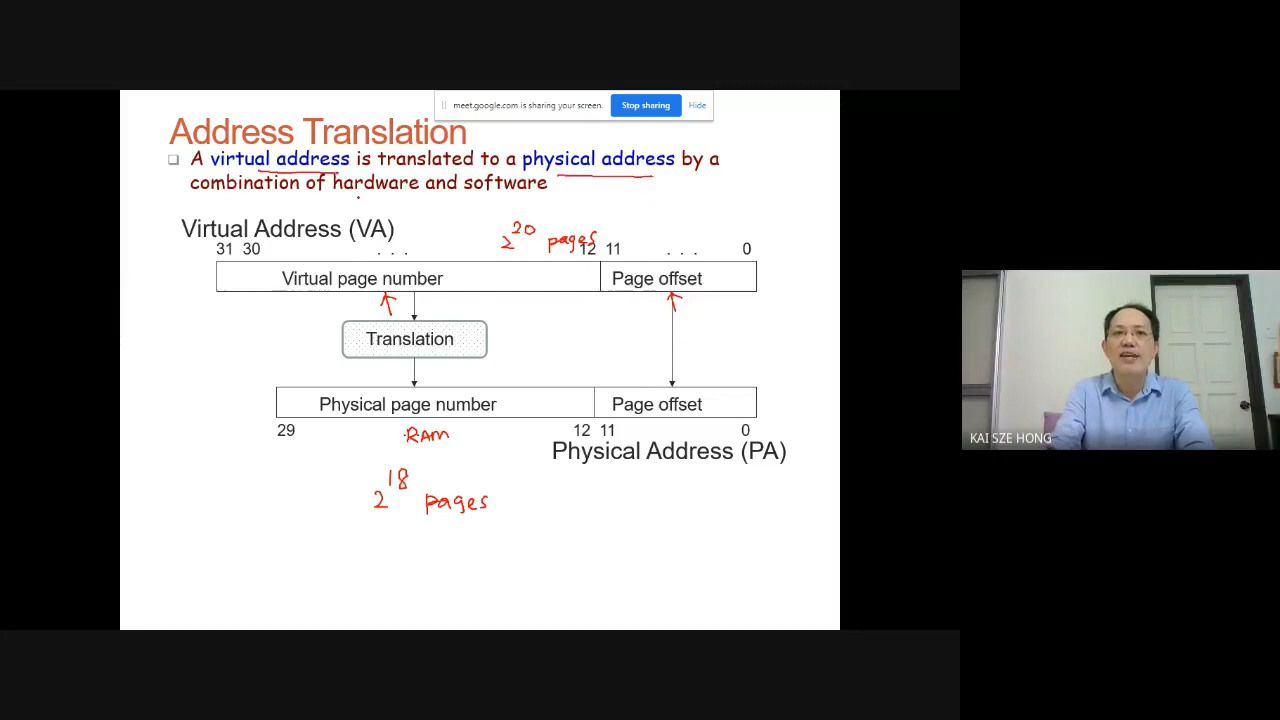 meet.google.com is sharing your screen. Stop sharing Hide
Address Translation
A virtual address is translated to a physical address by a
combination of hardware and software
Virtual Address (VA)
2^20 pages
31 30 . . . 12 11 . . . 0
Virtual page number Page offset
Translation
Physical page number Page offset
29 RAM 12 11 0
Physical Address (PA)
2^18 pages
KAI SZE HONG